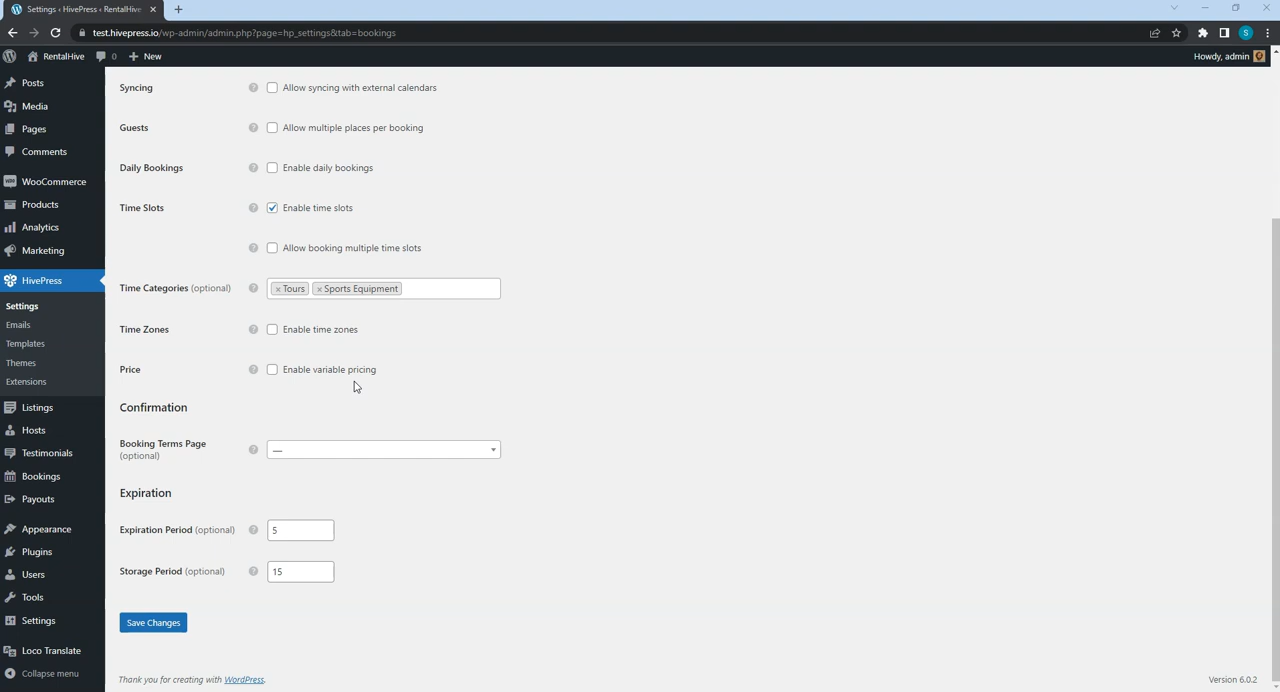 Settings ‹ HivePress ‹ RentalHive
test.hivepress.io/wp-admin/admin.php?page=hp_settings&tab=bookings
S
RentalHive 0 New
Howdy, admin
Posts
Media
Pages
Comments
WooCommerce
Products
Analytics
Marketing
HivePress
Settings
Emails
Templates
Themes
Extensions
Listings
Hosts
Testimonials
Bookings
Payouts
Appearance
Plugins
Users
Tools
Settings
Loco Translate
Collapse menu
Syncing ? Allow syncing with external calendars
Guests ? Allow multiple places per booking
Daily Bookings ? Enable daily bookings
Time Slots ? Enable time slots
? Allow booking multiple time slots
Time Categories (optional) ? × Tours × Sports Equipment
Time Zones ? Enable time zones
Price ? Enable variable pricing
Confirmation
Booking Terms Page
(optional) ? —
Expiration
Expiration Period (optional) ? 5
Storage Period (optional) ? 15
Save Changes
Thank you for creating with WordPress.
Version 6.0.2